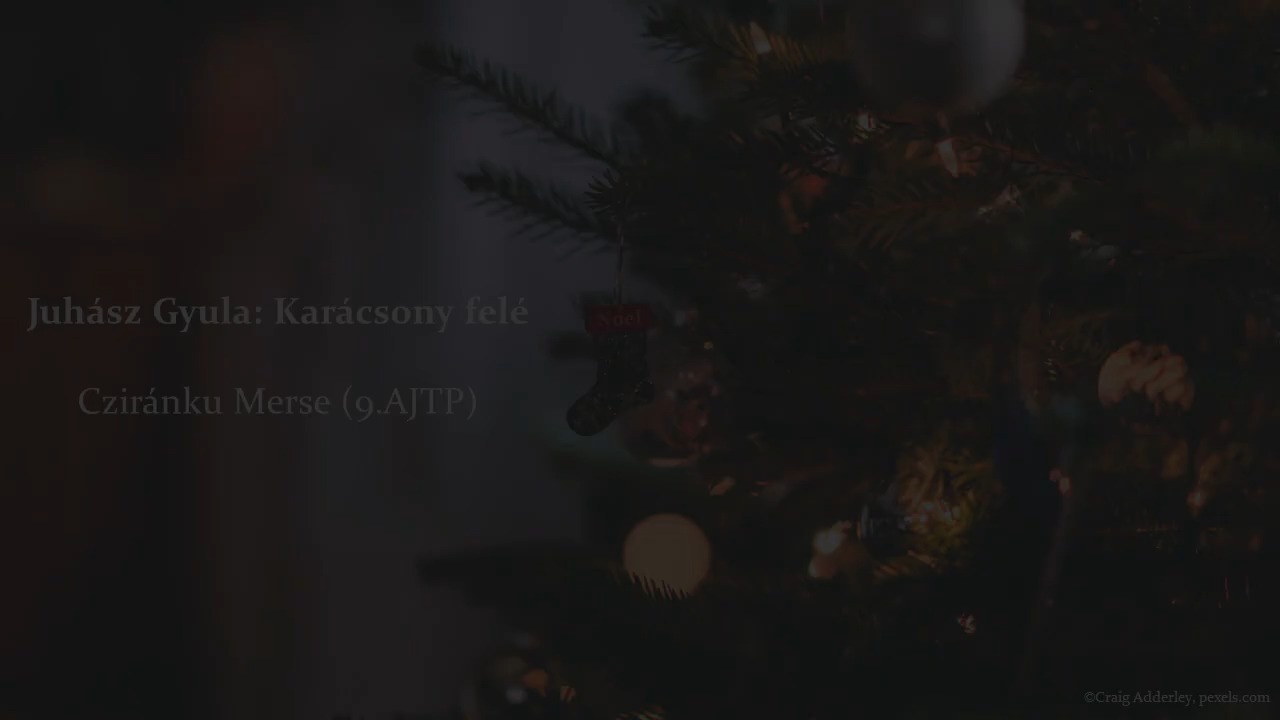 Juhász Gyula: Karácsony felé
Noel
Cziránku Merse (9.AJTP)
©Craig Adderley, pexels.com